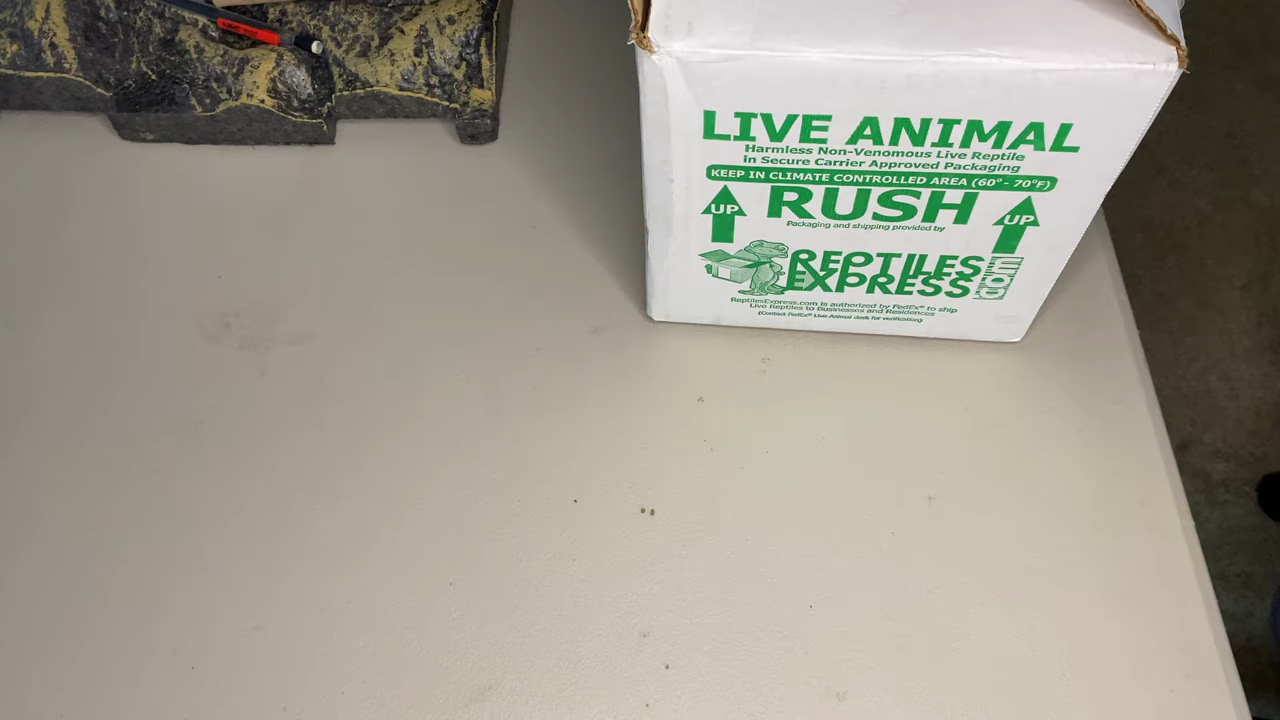 LIVE ANIMAL
Harmless Non-Venomous Live Reptile
in Secure Carrier Approved Packaging
KEEP IN CLIMATE CONTROLLED AREA (60° - 70°F)
UP RUSH UP
Packaging and shipping provided by
REPTILES
EXPRESS
.COM
ReptilesExpress.com is authorized by FedEx® to ship
Live Reptiles to Businesses and Residences
(Contact FedEx® Live Animal desk for verification)